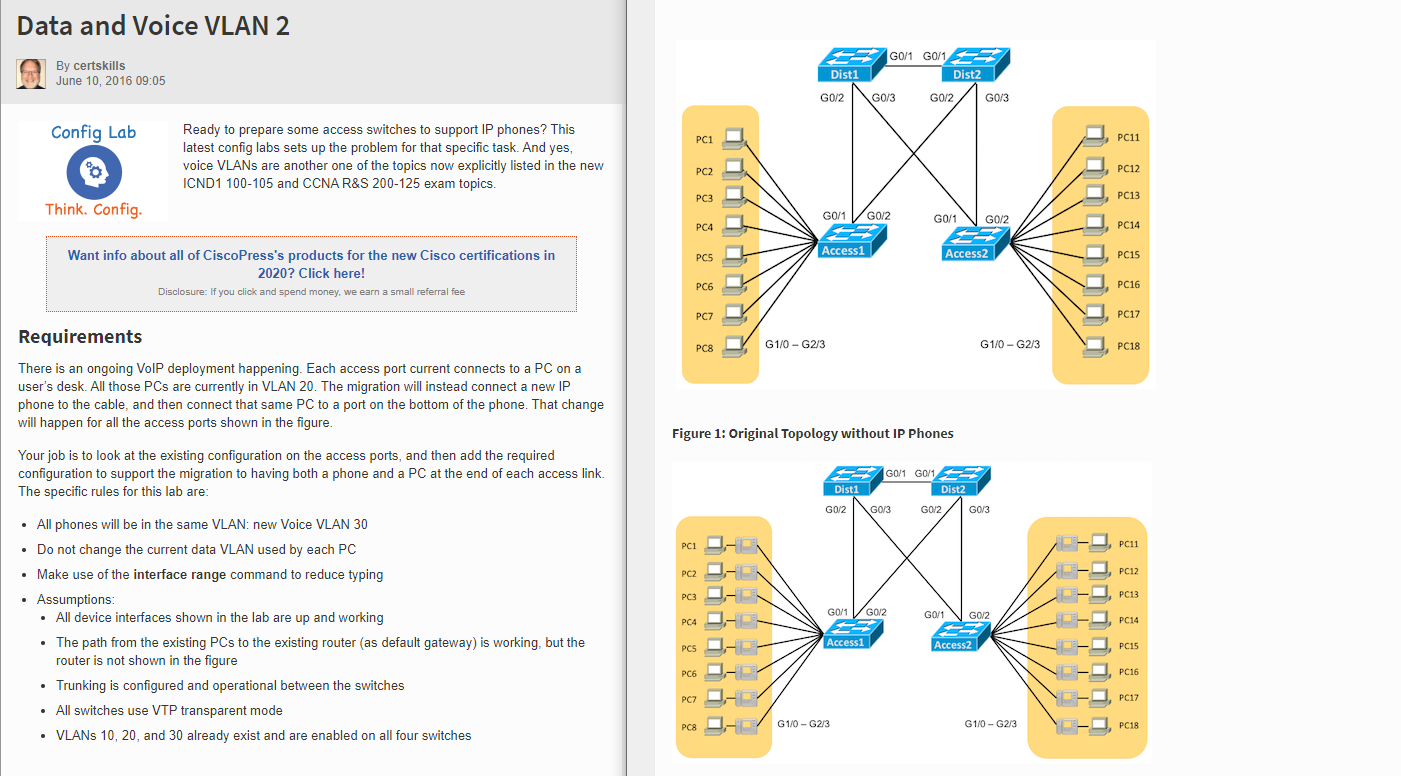 Data and Voice VLAN 2
By certskills
June 10, 2016 09:05
Config Lab
Think. Config.
Ready to prepare some access switches to support IP phones? This
latest config labs sets up the problem for that specific task. And yes,
voice VLANs are another one of the topics now explicitly listed in the new
ICND1 100-105 and CCNA R&S 200-125 exam topics.
Want info about all of CiscoPress's products for the new Cisco certifications in
2020? Click here!
Disclosure: If you click and spend money, we earn a small referral fee
Requirements
There is an ongoing VoIP deployment happening. Each access port current connects to a PC on a
user's desk. All those PCs are currently in VLAN 20. The migration will instead connect a new IP
phone to the cable, and then connect that same PC to a port on the bottom of the phone. That change
will happen for all the access ports shown in the figure.
Your job is to look at the existing configuration on the access ports, and then add the required
configuration to support the migration to having both a phone and a PC at the end of each access link.
The specific rules for this lab are:
• All phones will be in the same VLAN: new Voice VLAN 30
• Do not change the current data VLAN used by each PC
• Make use of the interface range command to reduce typing
• Assumptions:
• All device interfaces shown in the lab are up and working
• The path from the existing PCs to the existing router (as default gateway) is working, but the
router is not shown in the figure
• Trunking is configured and operational between the switches
• All switches use VTP transparent mode
• VLANs 10, 20, and 30 already exist and are enabled on all four switches
G0/1 G0/1
Dist1 Dist2
G0/2 G0/3 G0/2 G0/3
PC1 PC11
PC2 PC12
PC3 PC13
G0/1 G0/2 G0/1 G0/2
PC4 PC14
Access1 Access2
PC5 PC15
PC6 PC16
PC7 PC17
PC8 G1/0 – G2/3 G1/0 – G2/3 PC18
Figure 1: Original Topology without IP Phones
G0/1 G0/1
Dist1 Dist2
G0/2 G0/3 G0/2 G0/3
PC1 PC11
PC2 PC12
PC3 PC13
G0/1 G0/2 G0/1 G0/2
PC4 PC14
Access1 Access2
PC5 PC15
PC6 PC16
PC7 PC17
PC8 G1/0 – G2/3 G1/0 – G2/3 PC18